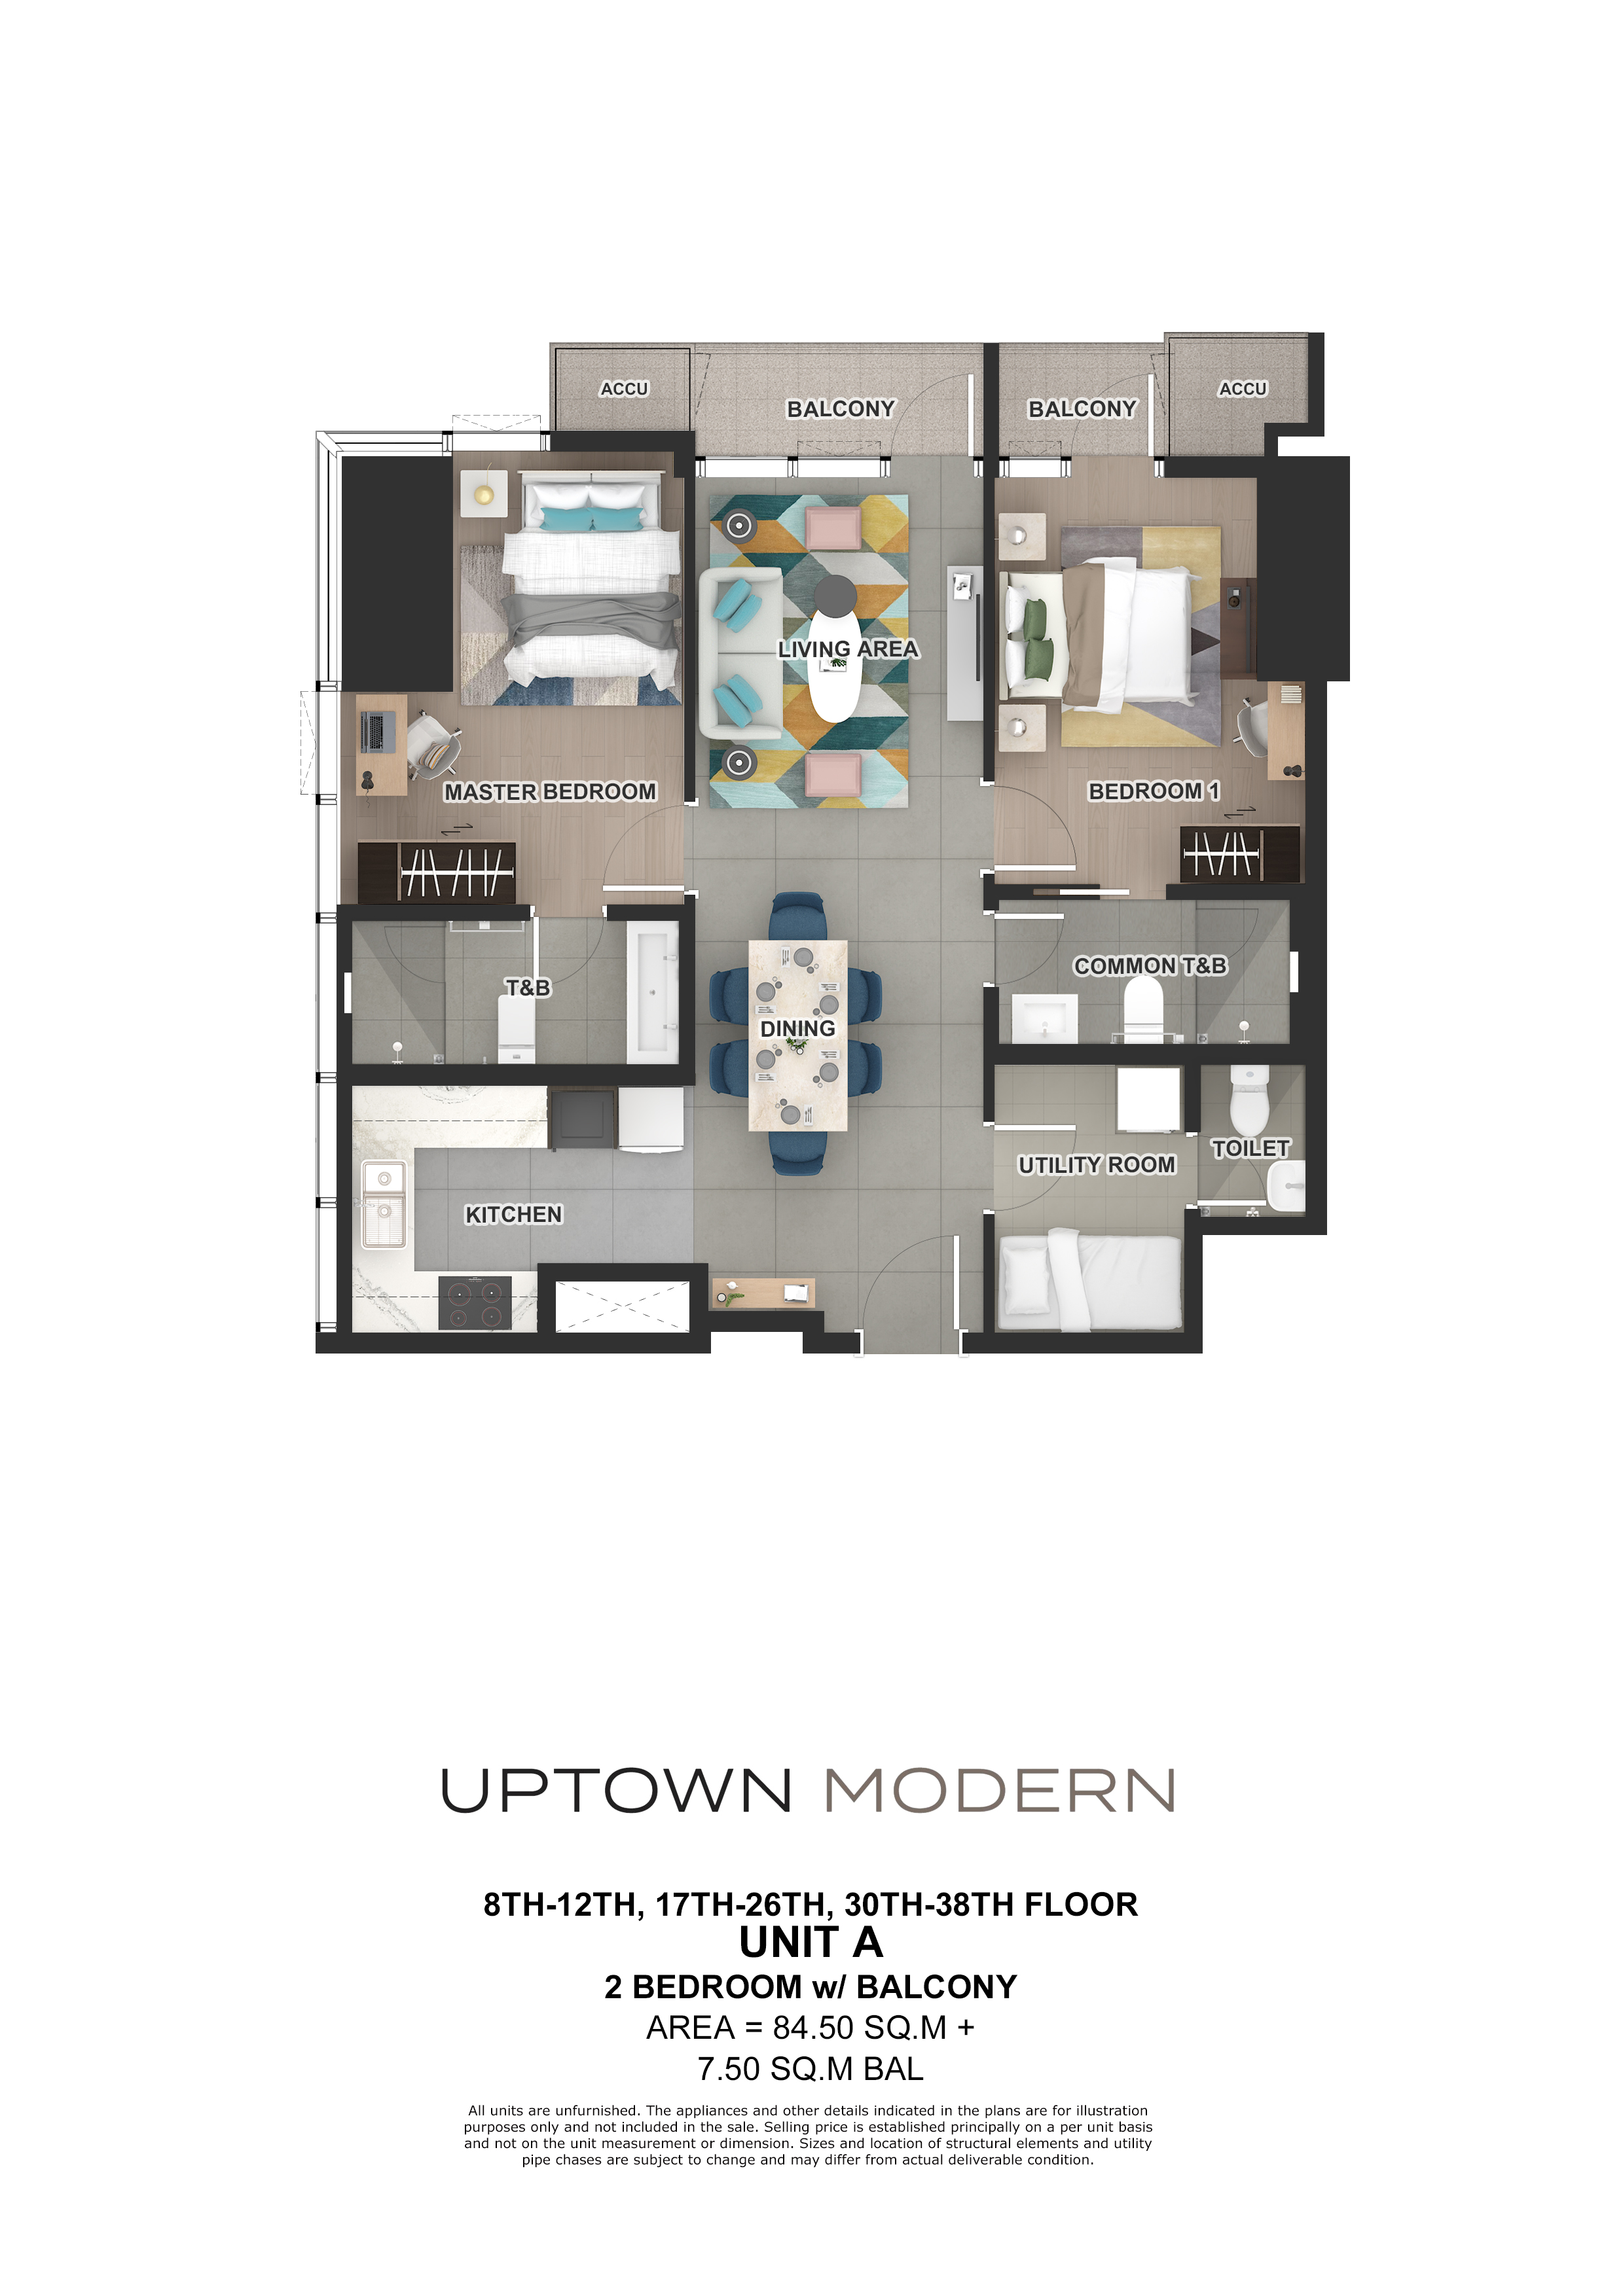 ACCU
ACCU
BALCONY
BALCONY
LIVING AREA
MASTER BEDROOM
BEDROOM 1
COMMON T&B
T&B
DINING
TOILET
UTILITY ROOM
KITCHEN
UPTOWN MODERN
8TH-12TH, 17TH-26TH, 30TH-38TH FLOOR
UNIT A
2 BEDROOM w/ BALCONY
AREA = 84.50 SQ.M +
7.50 SQ.M BAL
All units are unfurnished. The appliances and other details indicated in the plans are for illustration
purposes only and not included in the sale. Selling price is established principally on a per unit basis
and not on the unit measurement or dimension. Sizes and location of structural elements and utility
pipe chases are subject to change and may differ from actual deliverable condition.